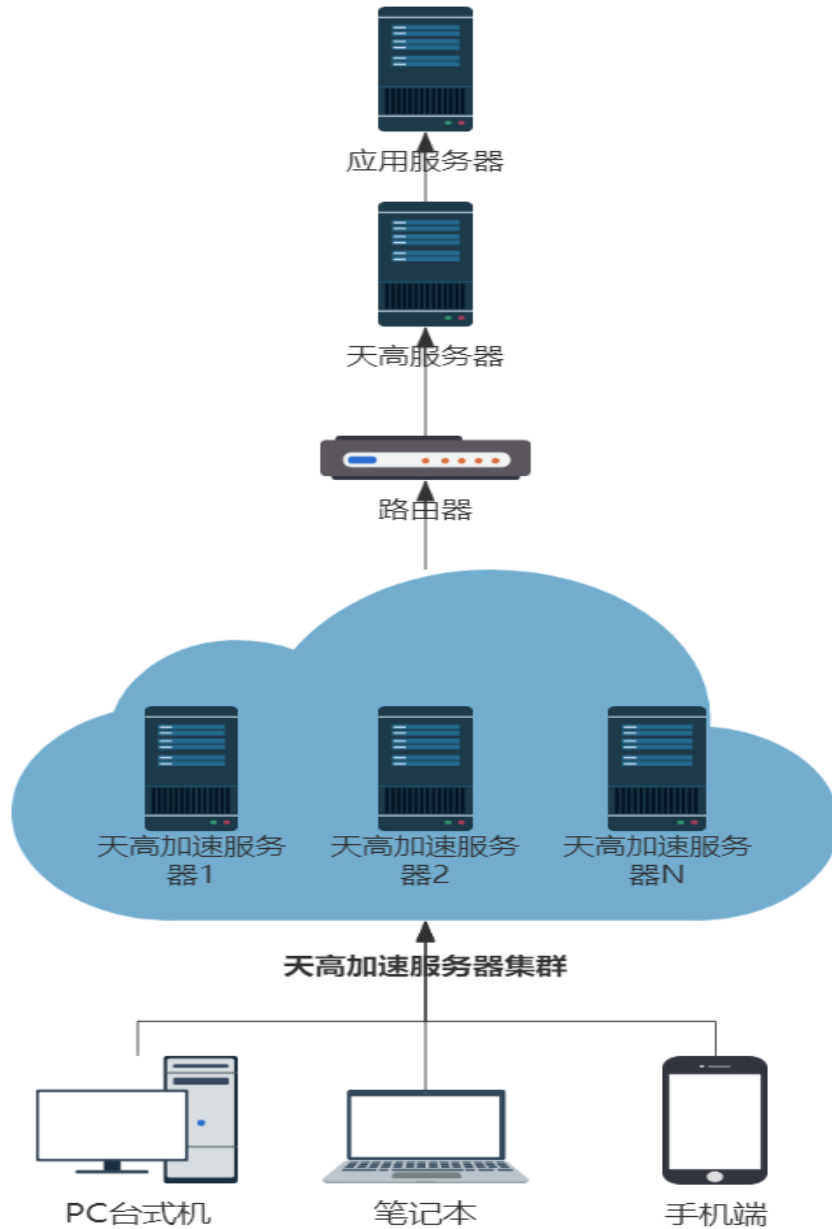 应用服务器
天高服务器
路由器
天高加速服务
器1
天高加速服务
器2
天高加速服务
器N
天高加速服务器集群
PC台式机
笔记本
手机端